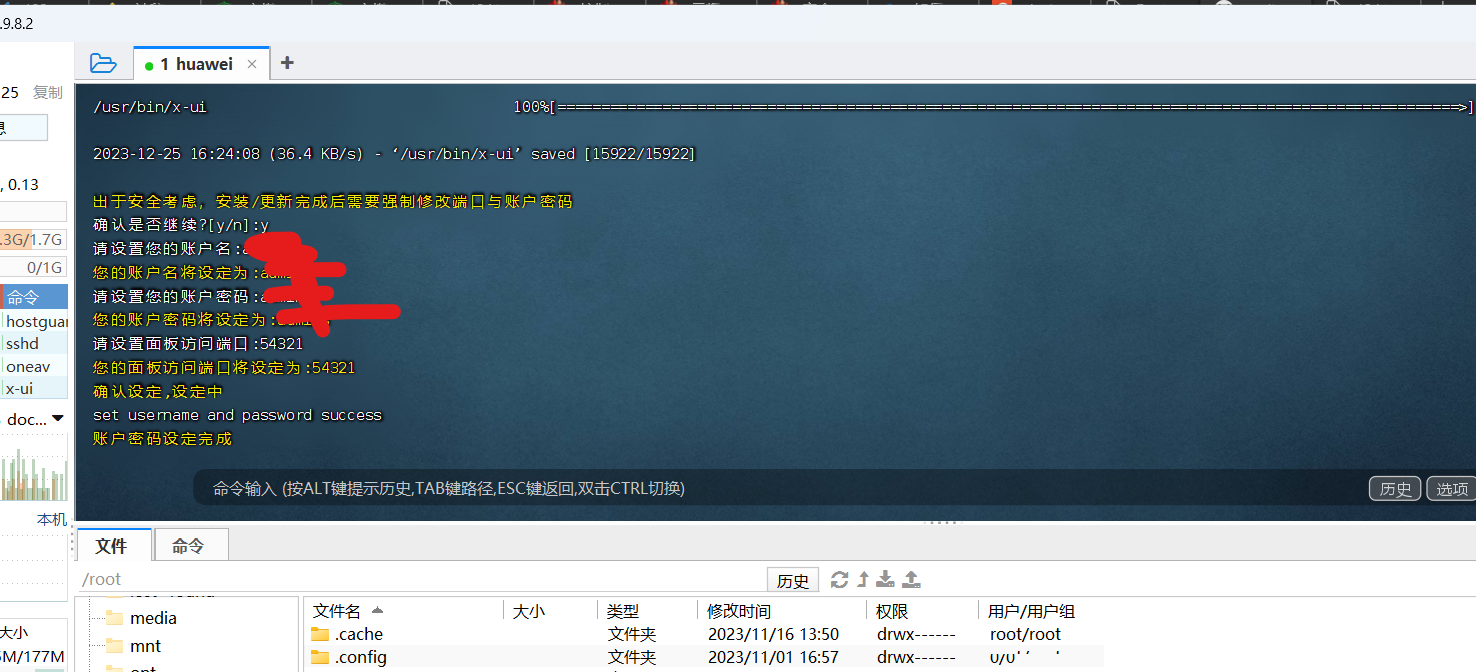 .9.8.2
1 huawei
25 复制
, 0.13
.3G/1.7G
0/1G
命令
hostguar
sshd
oneav
x-ui
doc...
本机
大小
M/177M
/usr/bin/x-ui 100%[
>]
2023-12-25 16:24:08 (36.4 KB/s) - ‘/usr/bin/x-ui’ saved [15922/15922]
出于安全考虑, 安装/更新完成后需要强制修改端口与账户密码
确认是否继续?[y/n]:y
请设置您的账户名:
您的账户名将设定为:
请设置您的账户密码:
您的账户密码将设定为:
请设置面板访问端口:54321
您的面板访问端口将设定为:54321
确认设定,设定中
set username and password success
账户密码设定完成
命令输入 (按ALT键提示历史,TAB键路径,ESC键返回,双击CTRL切换)
历史 选项
文件 命令
/root 历史
media
mnt
文件名 大小 类型 修改时间 权限 用户/用户组
.cache 文件夹 2023/11/16 13:50 drwx------ root/root
.config 文件夹 2023/11/01 16:57 drwx------